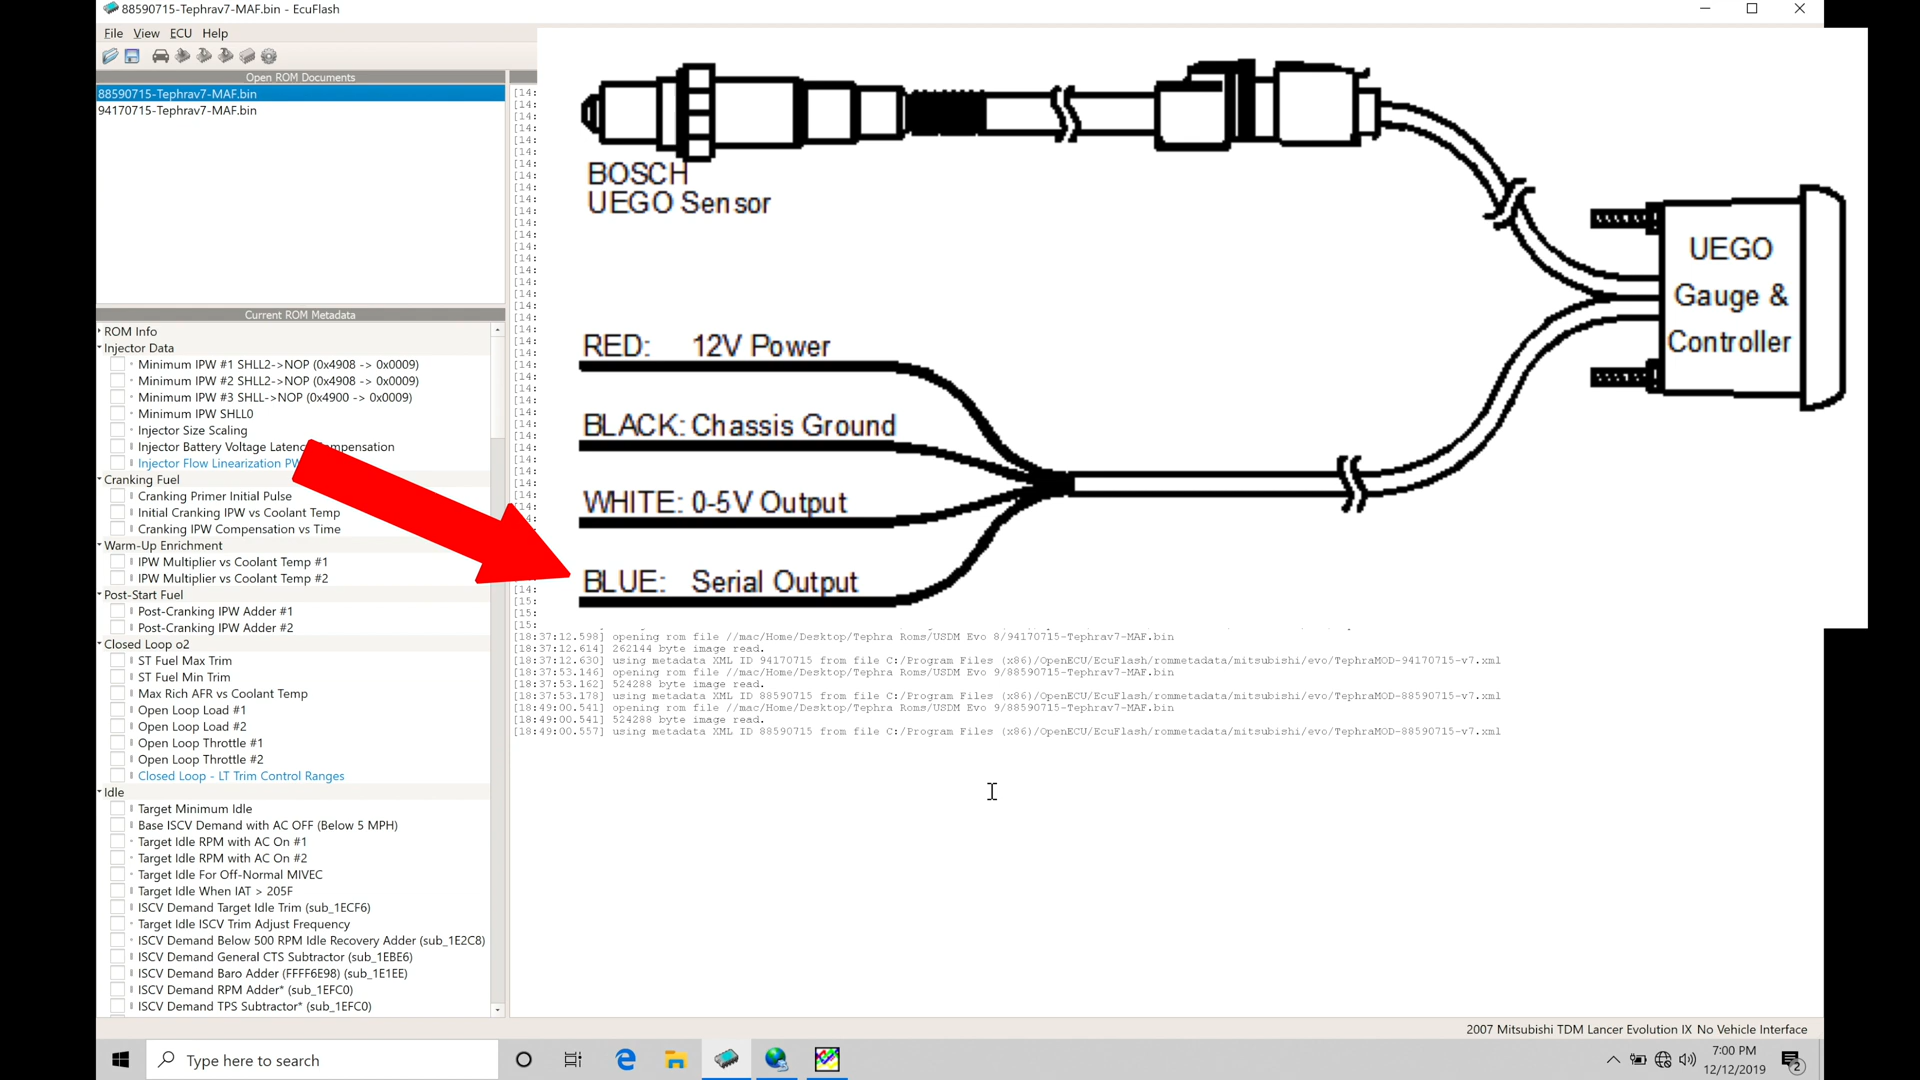 88590715-Tephrav7-MAF.bin - EcuFlash
File View ECU Help
Open ROM Documents
88590715-Tephrav7-MAF.bin
94170715-Tephrav7-MAF.bin
Current ROM Metadata
ROM Info
Injector Data
Minimum IPW #1 SHLL2->NOP (0x4908 -> 0x0009)
Minimum IPW #2 SHLL2->NOP (0x4908 -> 0x0009)
Minimum IPW #3 SHLL->NOP (0x4900 -> 0x0009)
Minimum IPW SHLL0
Injector Size Scaling
Injector Battery Voltage Latency Compensation
Injector Flow Linearization PW
Cranking Fuel
Cranking Primer Initial Pulse
Initial Cranking IPW vs Coolant Temp
Cranking IPW Compensation vs Time
Warm-Up Enrichment
IPW Multiplier vs Coolant Temp #1
IPW Multiplier vs Coolant Temp #2
Post-Start Fuel
Post-Cranking IPW Adder #1
Post-Cranking IPW Adder #2
Closed Loop o2
ST Fuel Max Trim
ST Fuel Min Trim
Max Rich AFR vs Coolant Temp
Open Loop Load #1
Open Loop Load #2
Open Loop Throttle #1
Open Loop Throttle #2
Closed Loop - LT Trim Control Ranges
Idle
Target Minimum Idle
Base ISCV Demand with AC OFF (Below 5 MPH)
Target Idle RPM with AC On #1
Target Idle RPM with AC On #2
Target Idle For Off-Normal MIVEC
Target Idle When IAT > 205F
ISCV Demand Target Idle Trim (sub_1ECF6)
Target Idle ISCV Trim Adjust Frequency
ISCV Demand Below 500 RPM Idle Recovery Adder (sub_1E2C8)
ISCV Demand General CTS Subtractor (sub_1EBE6)
ISCV Demand Baro Adder (FFFF6E98) (sub_1E1EE)
ISCV Demand RPM Adder* (sub_1EFC0)
ISCV Demand TPS Subtractor* (sub_1EFC0)
BOSCH
UEGO Sensor
UEGO
Gauge &
Controller
RED: 12V Power
BLACK: Chassis Ground
WHITE: 0-5V Output
BLUE: Serial Output
[18:37:12.598] opening rom file //mac/Home/Desktop/Tephra Roms/USDM Evo 8/94170715-Tephrav7-MAF.bin
[18:37:12.614] 262144 byte image read.
[18:37:12.630] using metadata XML ID 94170715 from file C:/Program Files (x86)/OpenECU/EcuFlash/rommetadata/mitsubishi/evo/TephraMOD-94170715-v7.xml
[18:37:53.146] opening rom file //mac/Home/Desktop/Tephra Roms/USDM Evo 9/88590715-Tephrav7-MAF.bin
[18:37:53.162] 524288 byte image read.
[18:37:53.178] using metadata XML ID 88590715 from file C:/Program Files (x86)/OpenECU/EcuFlash/rommetadata/mitsubishi/evo/TephraMOD-88590715-v7.xml
[18:49:00.541] opening rom file //mac/Home/Desktop/Tephra Roms/USDM Evo 9/88590715-Tephrav7-MAF.bin
[18:49:00.541] 524288 byte image read.
[18:49:00.557] using metadata XML ID 88590715 from file C:/Program Files (x86)/OpenECU/EcuFlash/rommetadata/mitsubishi/evo/TephraMOD-88590715-v7.xml
2007 Mitsubishi TDM Lancer Evolution IX No Vehicle Interface
Type here to search
7:00 PM
12/12/2019
2